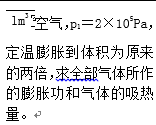 1m³空气,p₁=2×10⁵Pa,
定温膨胀到体积为原来
的两倍,求全部气体所作
的膨胀功和气体的吸热
量。